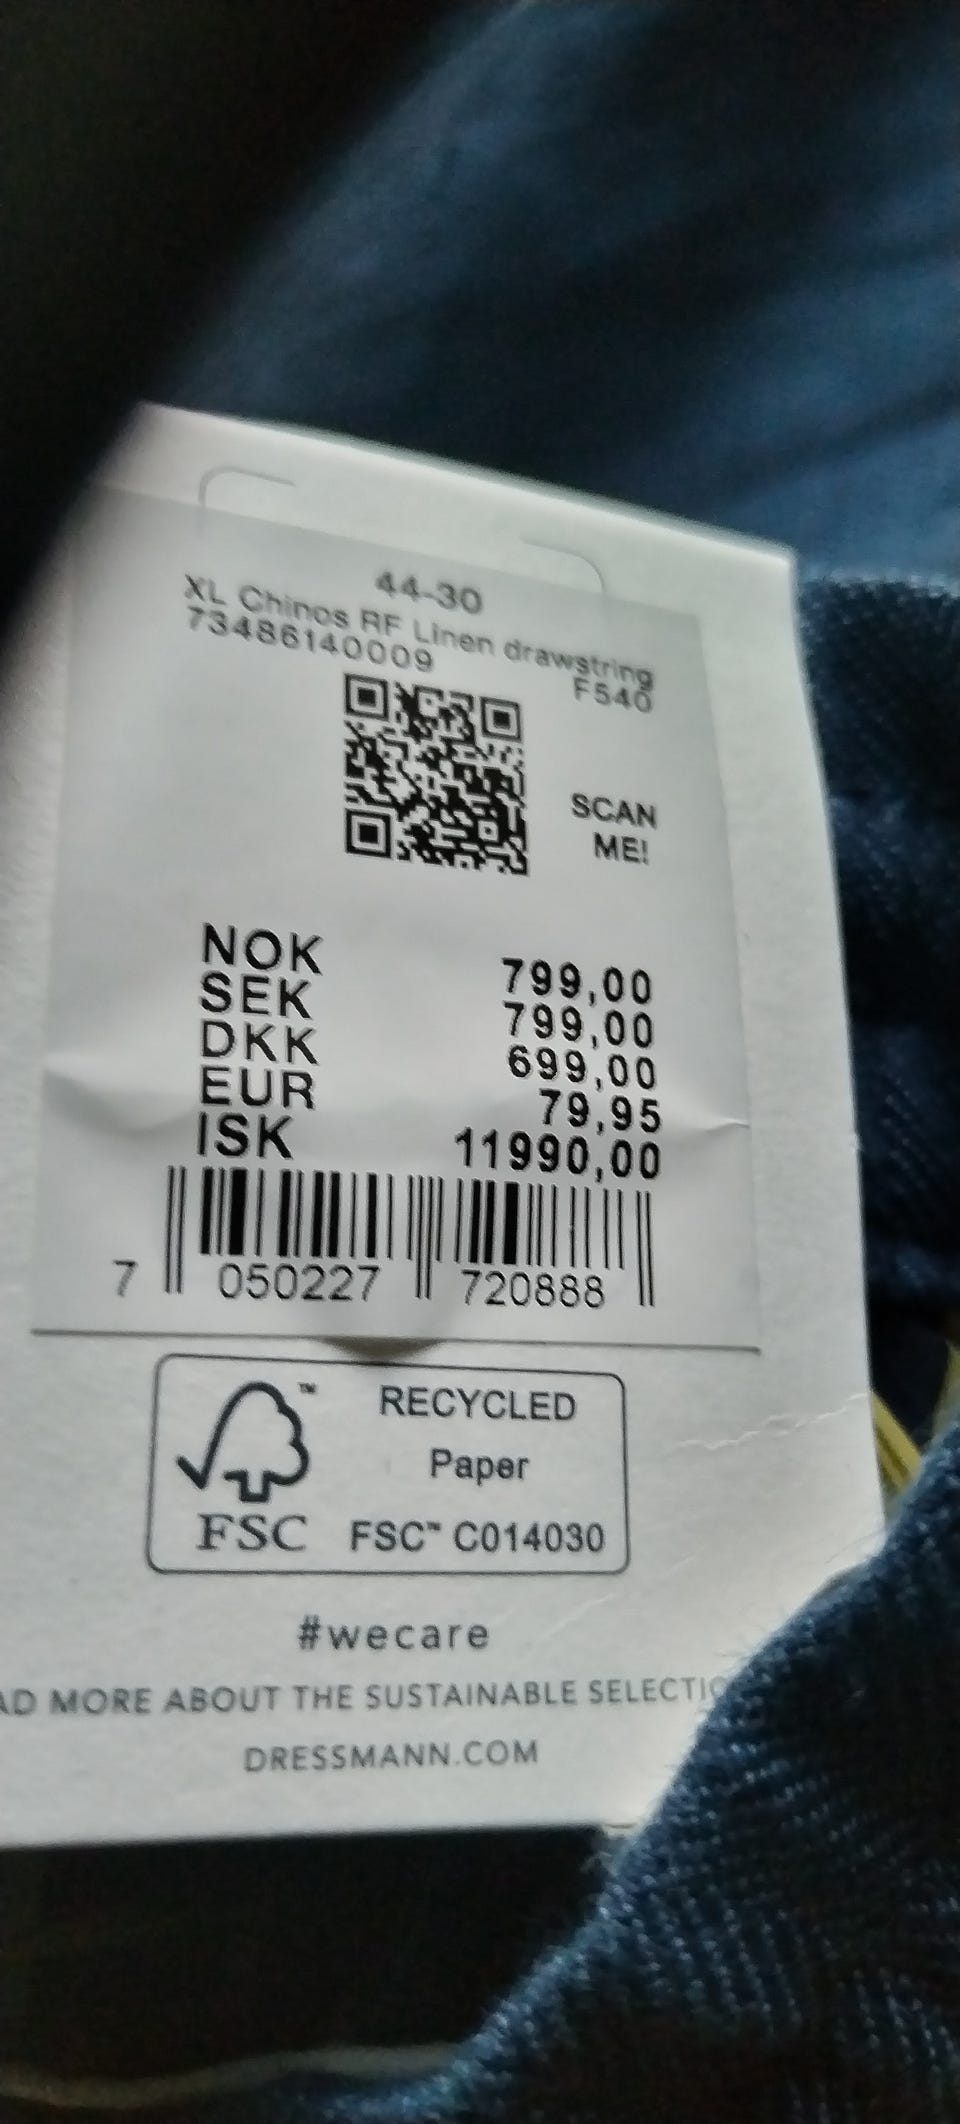 44-30
XL Chinos RF Linen drawstring
73486140009 F540
SCAN
ME!
NOK 799,00
SEK 799,00
DKK 699,00
EUR 79,95
ISK 11990,00
7 050227 720888
RECYCLED
Paper
FSC™ C014030
™
FSC
#wecare
MORE ABOUT THE SUSTAINABLE
DRESSMANN.COM